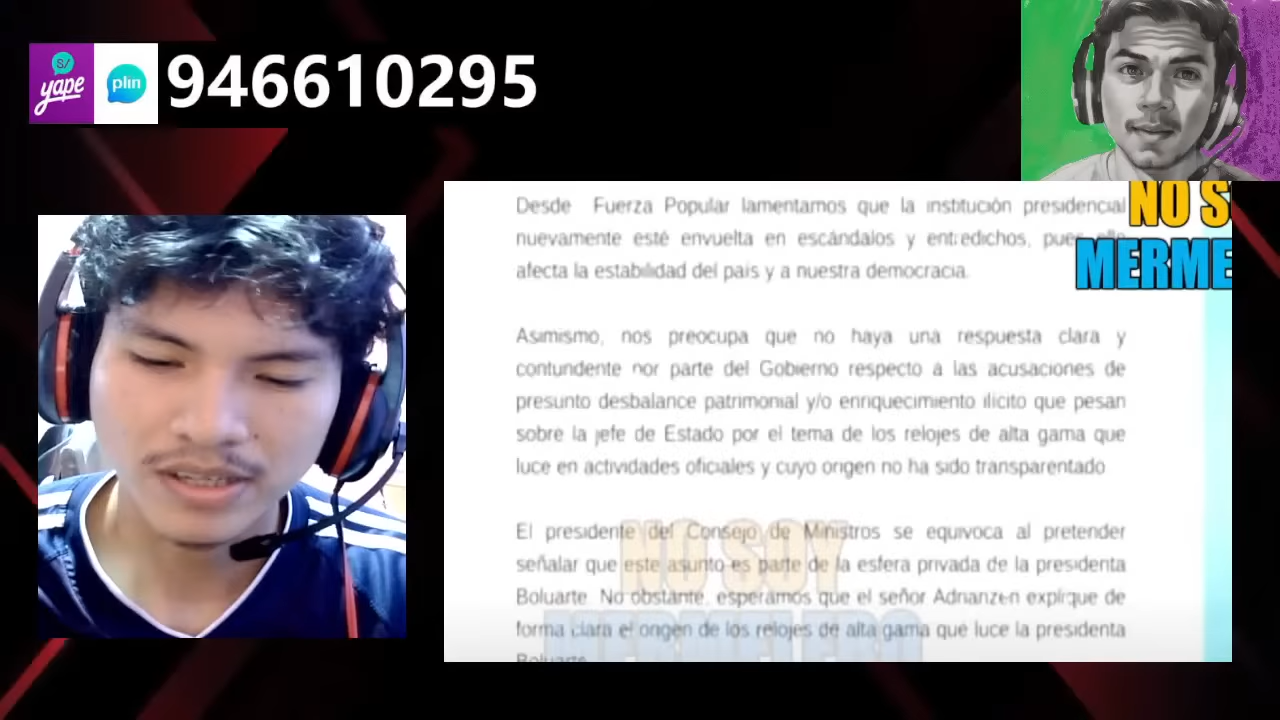 S/
yape
plin
946610295
NO S
MERME
Desde Fuerza Popular lamentamos que la institución presidencial
nuevamente esté envuelta en escándalos y entredichos, pues ello
afecta la estabilidad del país y a nuestra democracia.
Asimismo, nos preocupa que no haya una respuesta clara y
contundente por parte del Gobierno respecto a las acusaciones de
presunto desbalance patrimonial y/o enriquecimiento ilícito que pesan
sobre la jefe de Estado por el tema de los relojes de alta gama que
luce en actividades oficiales y cuyo origen no ha sido transparentado
El presidente del Consejo de Ministros se equivoca al pretender
señalar que este asunto es parte de la esfera privada de la presidenta
Boluarte. No obstante, esperamos que el señor Adrianzén explique de
forma clara el origen de los relojes de alta gama que luce la presidenta
Boluarte
NO SOY
MERMELERO